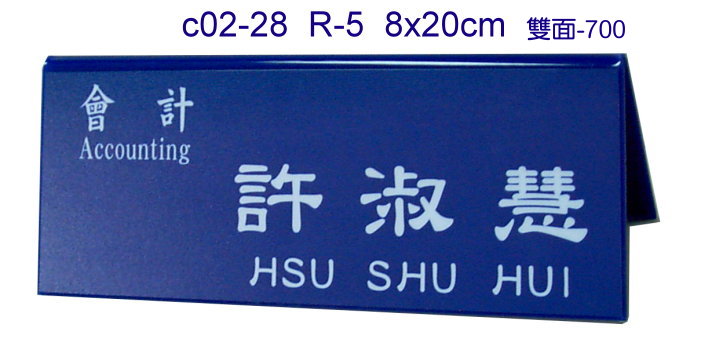 c02-28 R-5 8x20cm 雙面-700
會計
Accounting
許淑慧
HSU SHU HUI